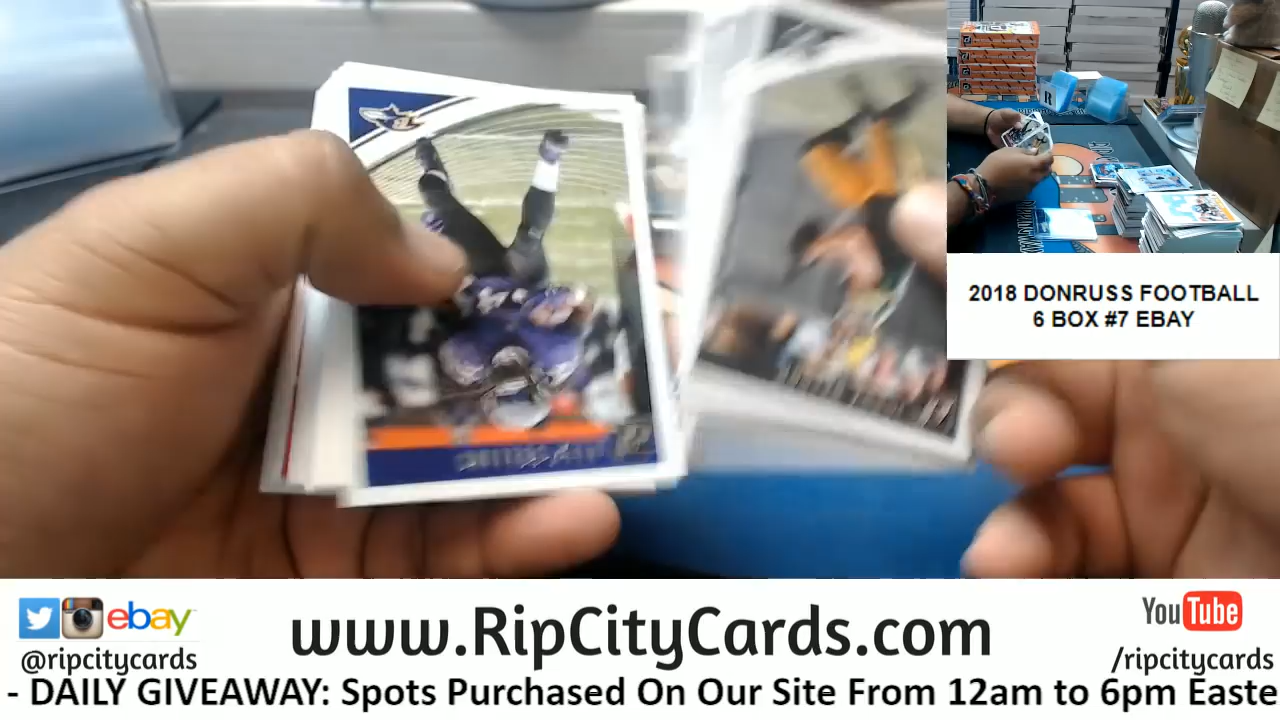 2018 DONRUSS FOOTBALL
6 BOX #7 EBAY
ebay
www.RipCityCards.com
YouTube
@ripcitycards
/ripcitycards
- DAILY GIVEAWAY: Spots Purchased On Our Site From 12am to 6pm Easte